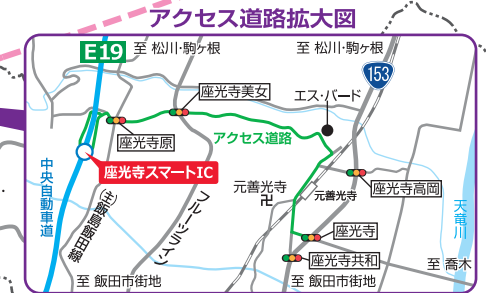 アクセス道路拡大図
E19
至 松川・駒ヶ根
至 松川・駒ヶ根
153
座光寺美女
エス・バード
座光寺原
アクセス道路
座光寺スマートIC
中央自動車道
(主)飯島飯田線
フルーツライン
元善光寺
卍
元善光寺
座光寺高岡
天竜川
座光寺
座光寺共和
至 喬木
至 飯田市街地
至 飯田市街地